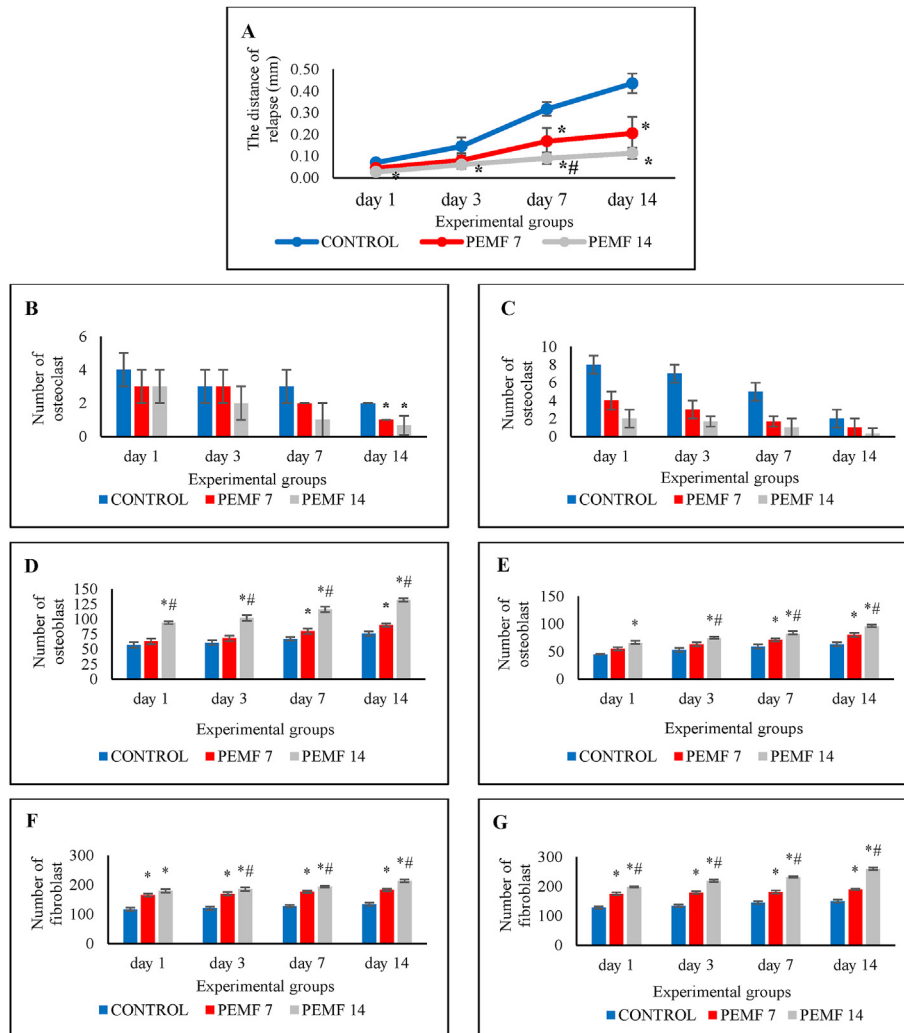 A
The distance of
relapse (mm)
0.50
0.40
0.30
0.20
0.10
0.00
* *
* * *# *
day 1 day 3 day 7 day 14
Experimental groups
CONTROL PEMF 7 PEMF 14
B
Number of
osteoclast
6
4
2
0
* *
day 1 day 3 day 7 day 14
Experimental groups
CONTROL PEMF 7 PEMF 14
C
Number of
osteoclast
10
8
6
4
2
0
day 1 day 3 day 7 day 14
Experimental groups
CONTROL PEMF 7 PEMF 14
D
Number of
osteoblast
150
125
100
75
50
25
0
*# *# * *# * *#
day 1 day 3 day 7 day 14
Experimental groups
CONTROL PEMF 7 PEMF 14
E
Number of
osteoblast
150
100
50
0
* *# * *# * *#
day 1 day 3 day 7 day 14
Experimental groups
CONTROL PEMF 7 PEMF 14
F
Number of
fibroblast
300
200
100
0
* * * *# * *# * *#
day 1 day 3 day 7 day 14
Experimental groups
CONTROL PEMF 7 PEMF 14
G
Number of
fibroblast
300
200
100
0
* *# * *# * *# * *#
day 1 day 3 day 7 day 14
Experimental groups
CONTROL PEMF 7 PEMF 14